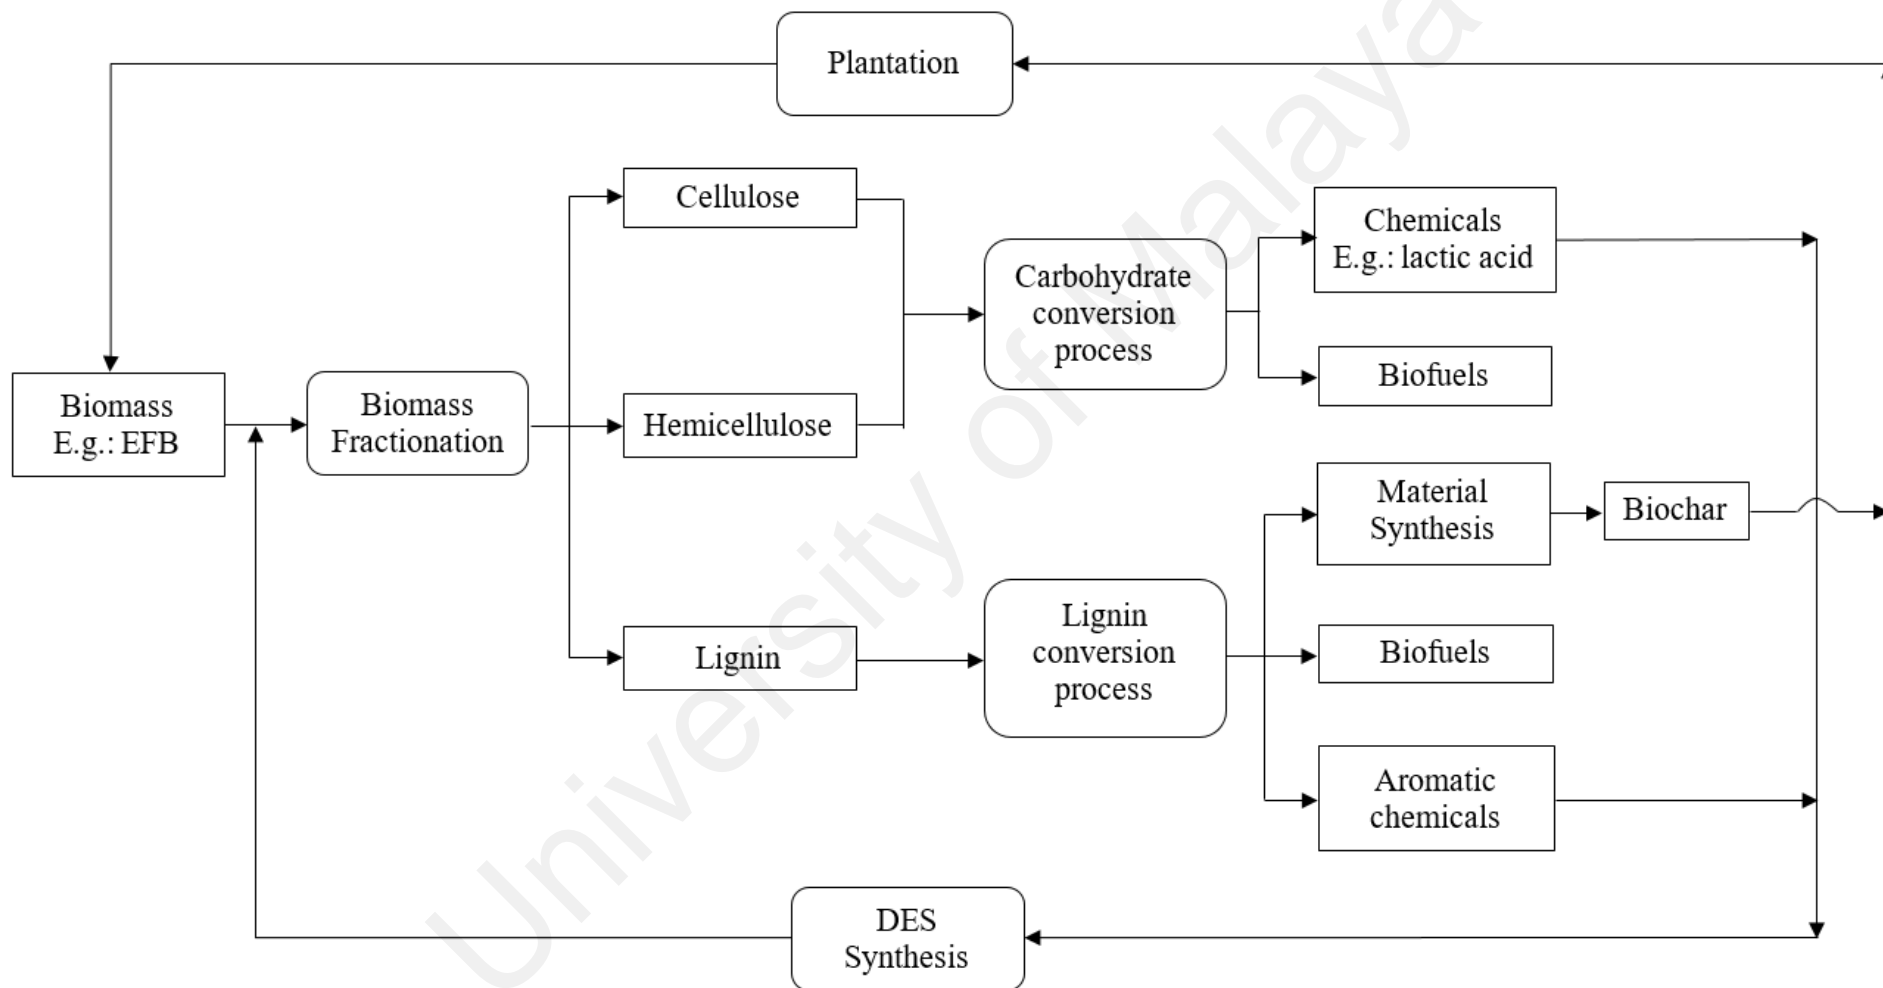 Plantation
Cellulose
Chemicals
E.g.: lactic acid
Carbohydrate
conversion
process
Biofuels
Biomass
E.g.: EFB
Biomass
Fractionation
Hemicellulose
Material
Synthesis
Biochar
Lignin
Lignin
conversion
process
Biofuels
Aromatic
chemicals
DES
Synthesis
University of Malaya